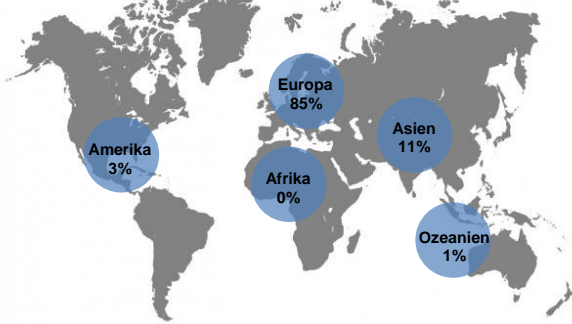 Europa
85%
Asien
11%
Amerika
3%
Afrika
0%
Ozeanien
1%